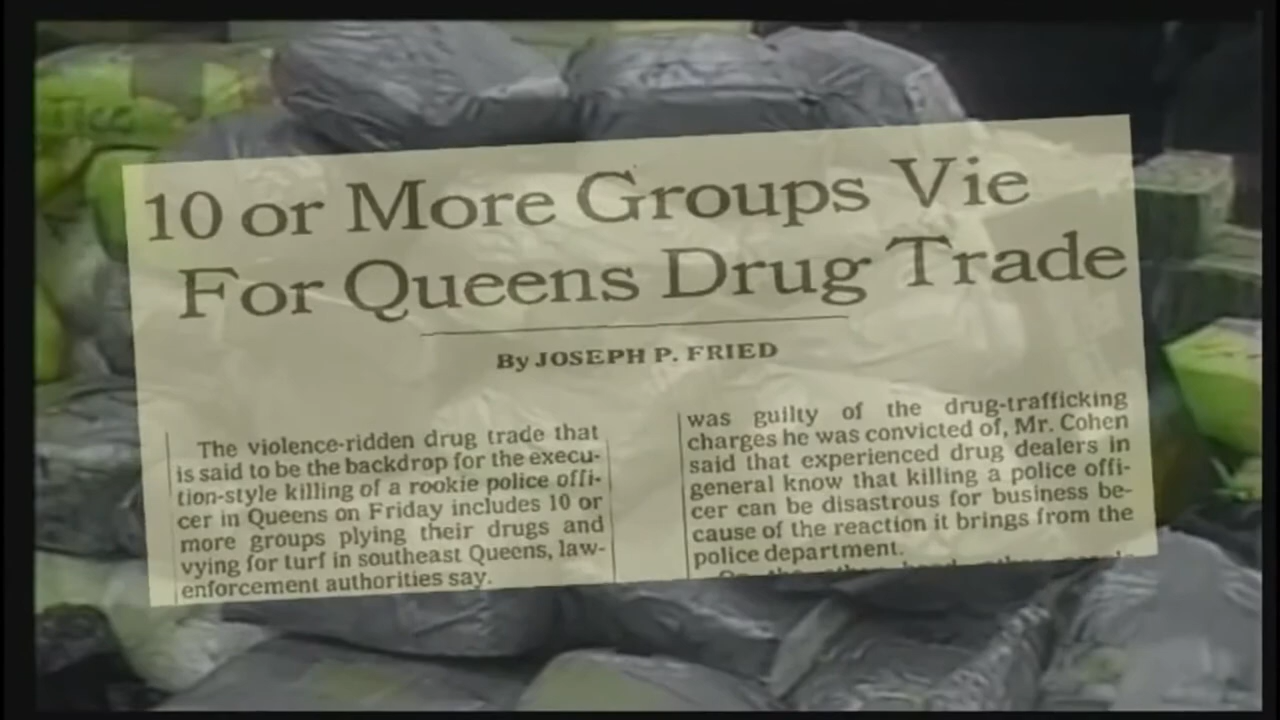 10 or More Groups Vie
For Queens Drug Trade
By JOSEPH P. FRIED
The violence-ridden drug trade that
is said to be the backdrop for the execu-
tion-style killing of a rookie police offi-
cer in Queens on Friday includes 10 or
more groups plying their drugs and
vying for turf in southeast Queens, law-
enforcement authorities say.
was guilty of the drug-trafficking
charges he was convicted of, Mr. Cohen
said that experienced drug dealers in
general know that killing a police offi-
cer can be disastrous for business be-
cause of the reaction it brings from the
police department.